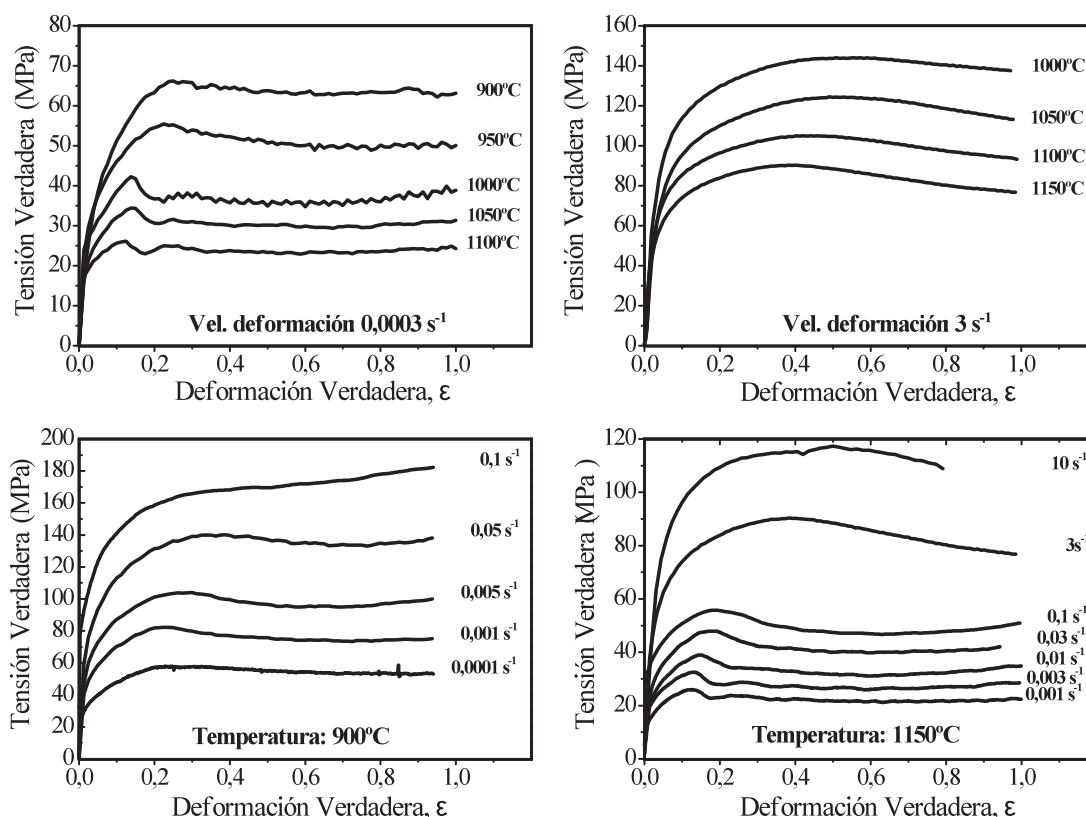 Tensión Verdadera (MPa)
80
70
60
50
40
30
20
10
0
900ºC
950ºC
1000ºC
1050ºC
1100ºC
Vel. deformación 0,0003 s-1
0,0 0,2 0,4 0,6 0,8 1,0
Deformación Verdadera, ε
Tensión Verdadera (MPa)
160
140
120
100
80
60
40
20
0
1000ºC
1050ºC
1100ºC
1150ºC
Vel. deformación 3 s-1
0,0 0,2 0,4 0,6 0,8 1,0
Deformación Verdadera, ε
Tensión Verdadera (MPa)
200
180
160
140
120
100
80
60
40
20
0
0,1 s-1
0,05 s-1
0,005 s-1
0,001 s-1
0,0001 s-1
Temperatura: 900ºC
0,0 0,2 0,4 0,6 0,8 1,0
Deformación Verdadera, ε
Tensión Verdadera MPa )
120
100
80
60
40
20
0
10 s-1
3s-1
0,1 s-1
0,03 s-1
0,01 s-1
0,003 s-1
0,001 s-1
Temperatura: 1150ºC
0,0 0,2 0,4 0,6 0,8 1,0
Deformación Verdadera, ε